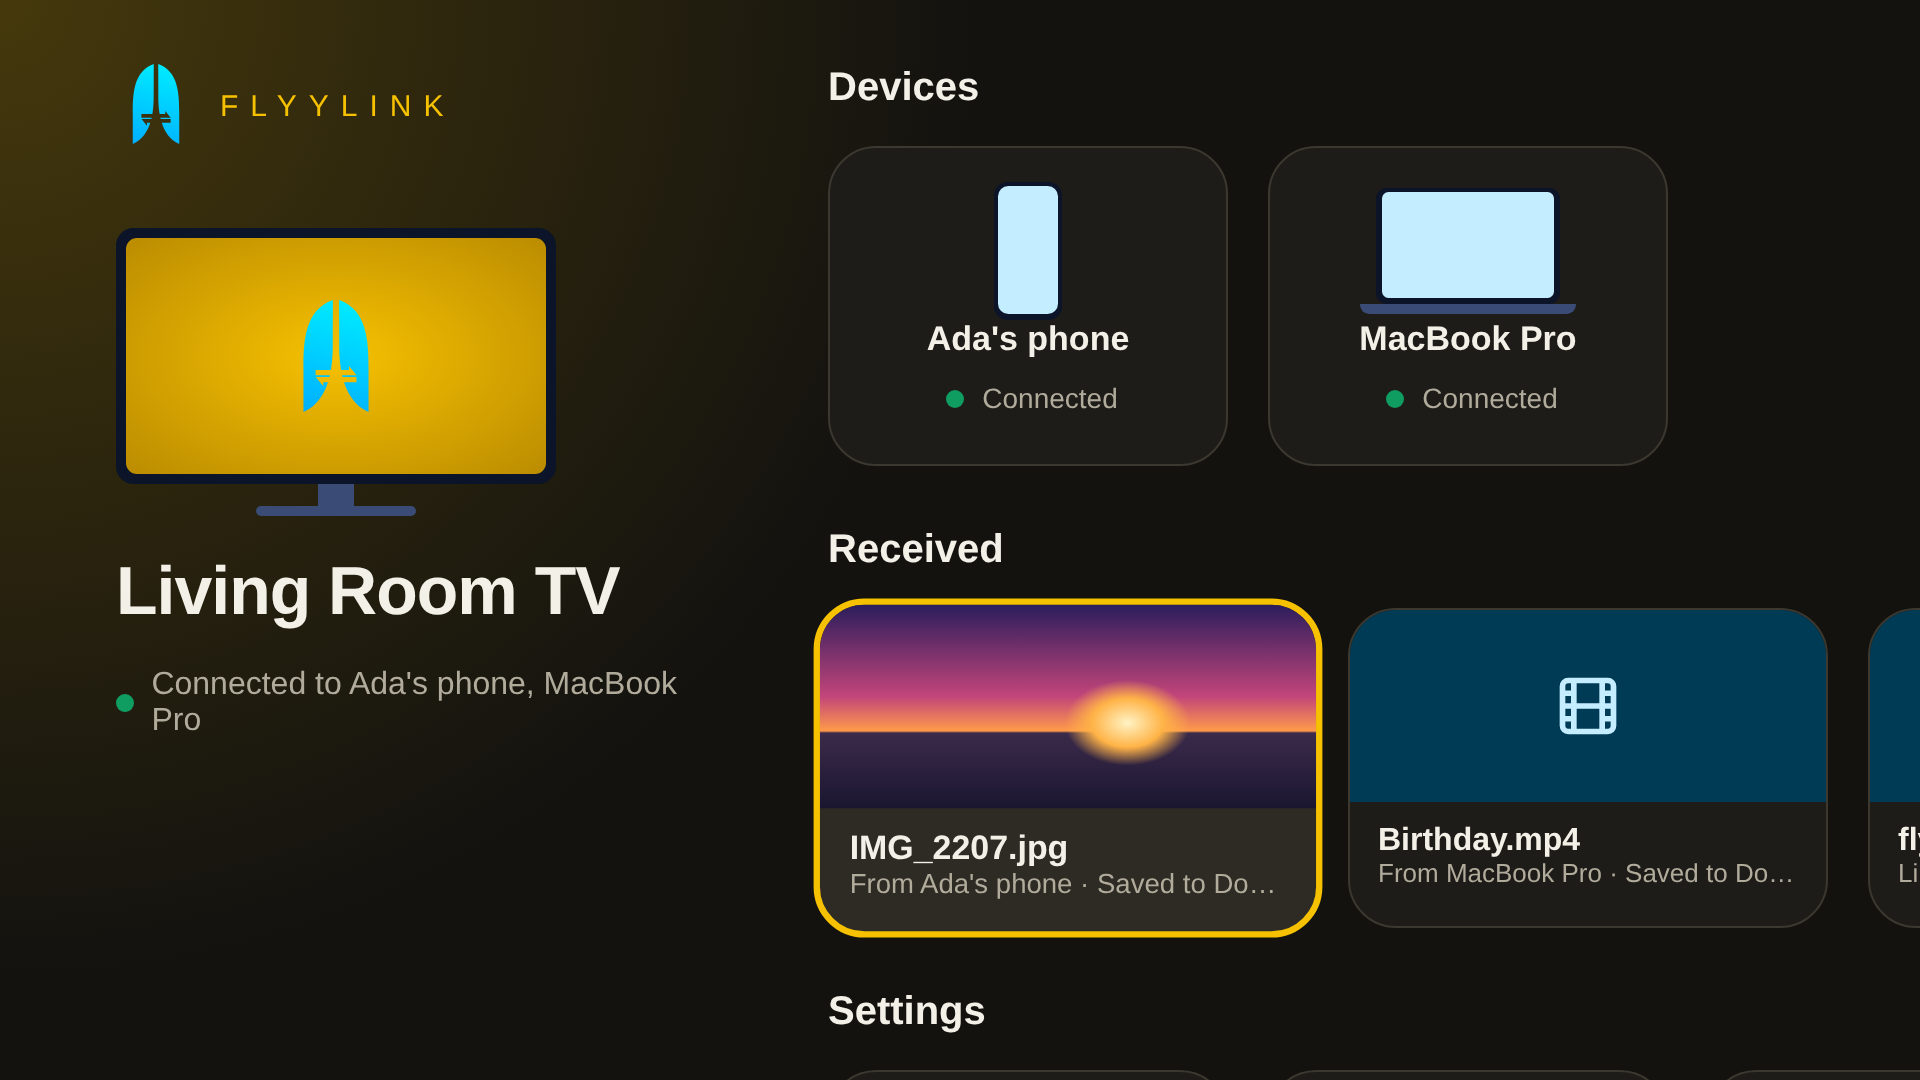 FLYYLINK
Living Room TV
Connected to Ada's phone, MacBook
Pro
Devices
Ada's phone
Connected
MacBook Pro
Connected
Received
IMG_2207.jpg
From Ada's phone · Saved to Do…
Birthday.mp4
From MacBook Pro · Saved to Do…
Settings